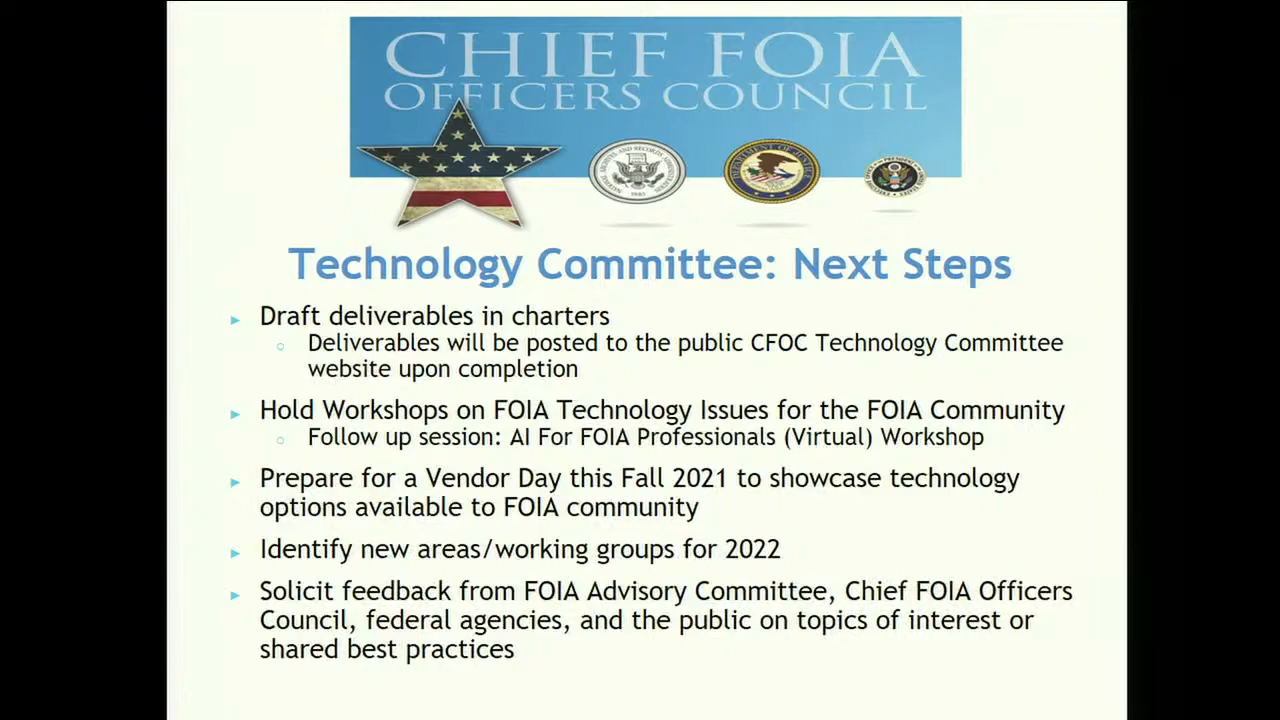 CHIEF FOIA
OFFICERS COUNCIL
Technology Committee: Next Steps
Draft deliverables in charters
Deliverables will be posted to the public CFOC Technology Committee
website upon completion
Hold Workshops on FOIA Technology Issues for the FOIA Community
Follow up session: AI For FOIA Professionals (Virtual) Workshop
Prepare for a Vendor Day this Fall 2021 to showcase technology
options available to FOIA community
Identify new areas/working groups for 2022
Solicit feedback from FOIA Advisory Committee, Chief FOIA Officers
Council, federal agencies, and the public on topics of interest or
shared best practices